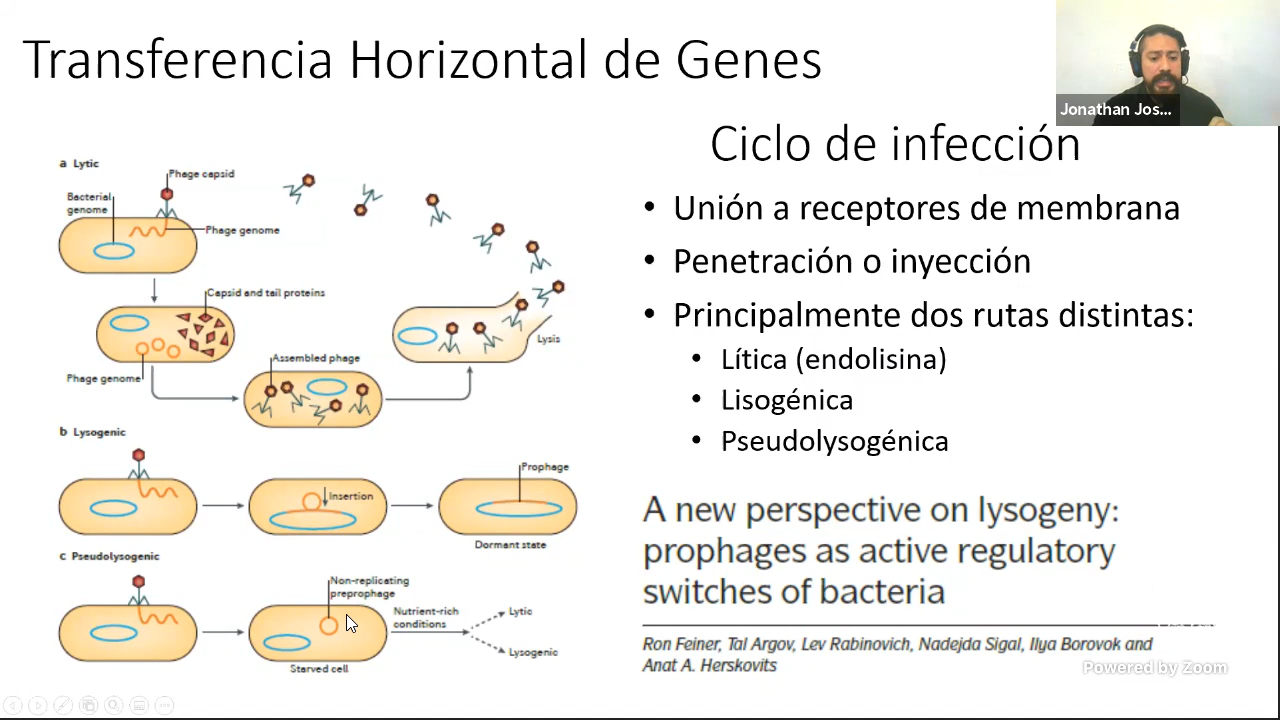 Transferencia Horizontal de Genes
Jonathan Jos...
Ciclo de infección
• Unión a receptores de membrana
• Penetración o inyección
• Principalmente dos rutas distintas:
• Lítica (endolisina)
• Lisogénica
• Pseudolysogénica
A new perspective on lysogeny:
prophages as active regulatory
switches of bacteria
Ron Feiner, Tal Argov, Lev Rabinovich, Nadejda Sigal, Ilya Borovok and
Anat A. Herskovits
Powered by Zoom
a Lytic
Phage capsid
Bacterial
genome
Phage genome
Capsid and tail proteins
Phage genome
Assembled phage
Lysis
b Lysogenic
Insertion
Prophage
Dormant state
c Pseudolysogenic
Non-replicating
preprophage
Starved cell
Nutrient-rich
conditions
Lytic
Lysogenic